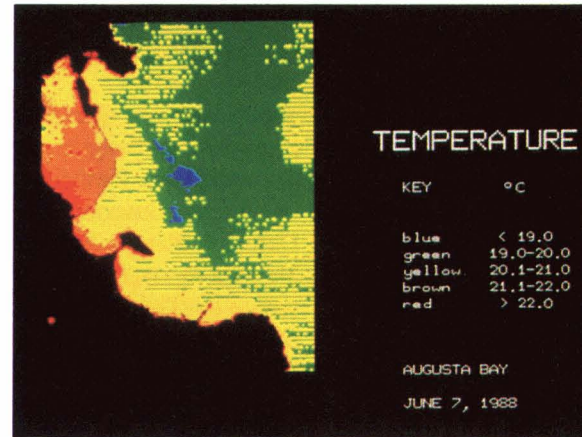 TEMPERATURE
KEY °C
blue < 19.0
green 19.0-20.0
yellow. 20.1-21.0
brown 21.1-22.0
red > 22.0
AUGUSTA BAY
JUNE 7, 1988